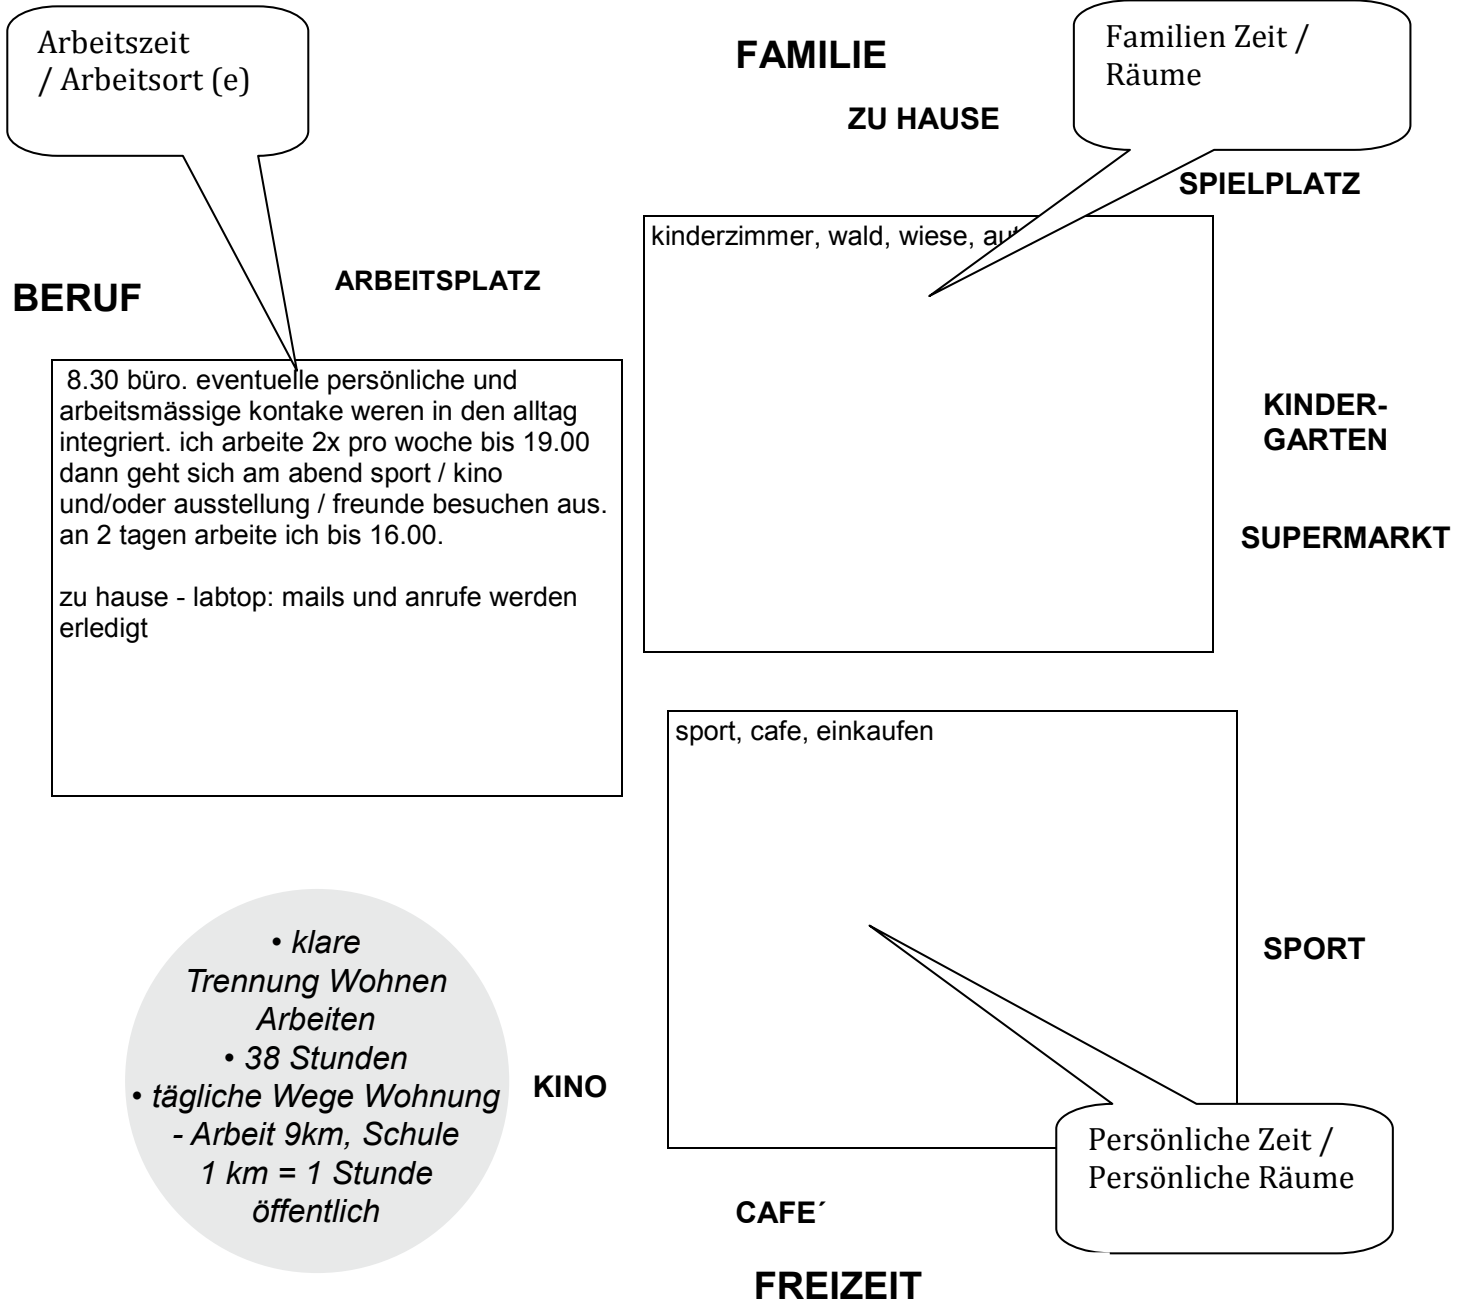 Arbeitszeit
/ Arbeitsort (e)
FAMILIE
Familien Zeit /
Räume
ZU HAUSE
SPIELPLATZ
kinderzimmer, wald, wiese,
BERUF
ARBEITSPLATZ
8.30 büro. eventuelle persönliche und
arbeitsmässige kontake weren in den alltag
integriert. ich arbeite 2x pro woche bis 19.00
dann geht sich am abend sport / kino
und/oder ausstellung / freunde besuchen aus.
an 2 tagen arbeite ich bis 16.00.
zu hause - labtop: mails und anrufe werden
erledigt
KINDER-
GARTEN
SUPERMARKT
sport, cafe, einkaufen
• klare
Trennung Wohnen
Arbeiten
• 38 Stunden
• tägliche Wege Wohnung
- Arbeit 9km, Schule
1 km = 1 Stunde
öffentlich
KINO
SPORT
Persönliche Zeit /
Persönliche Räume
CAFE´
FREIZEIT